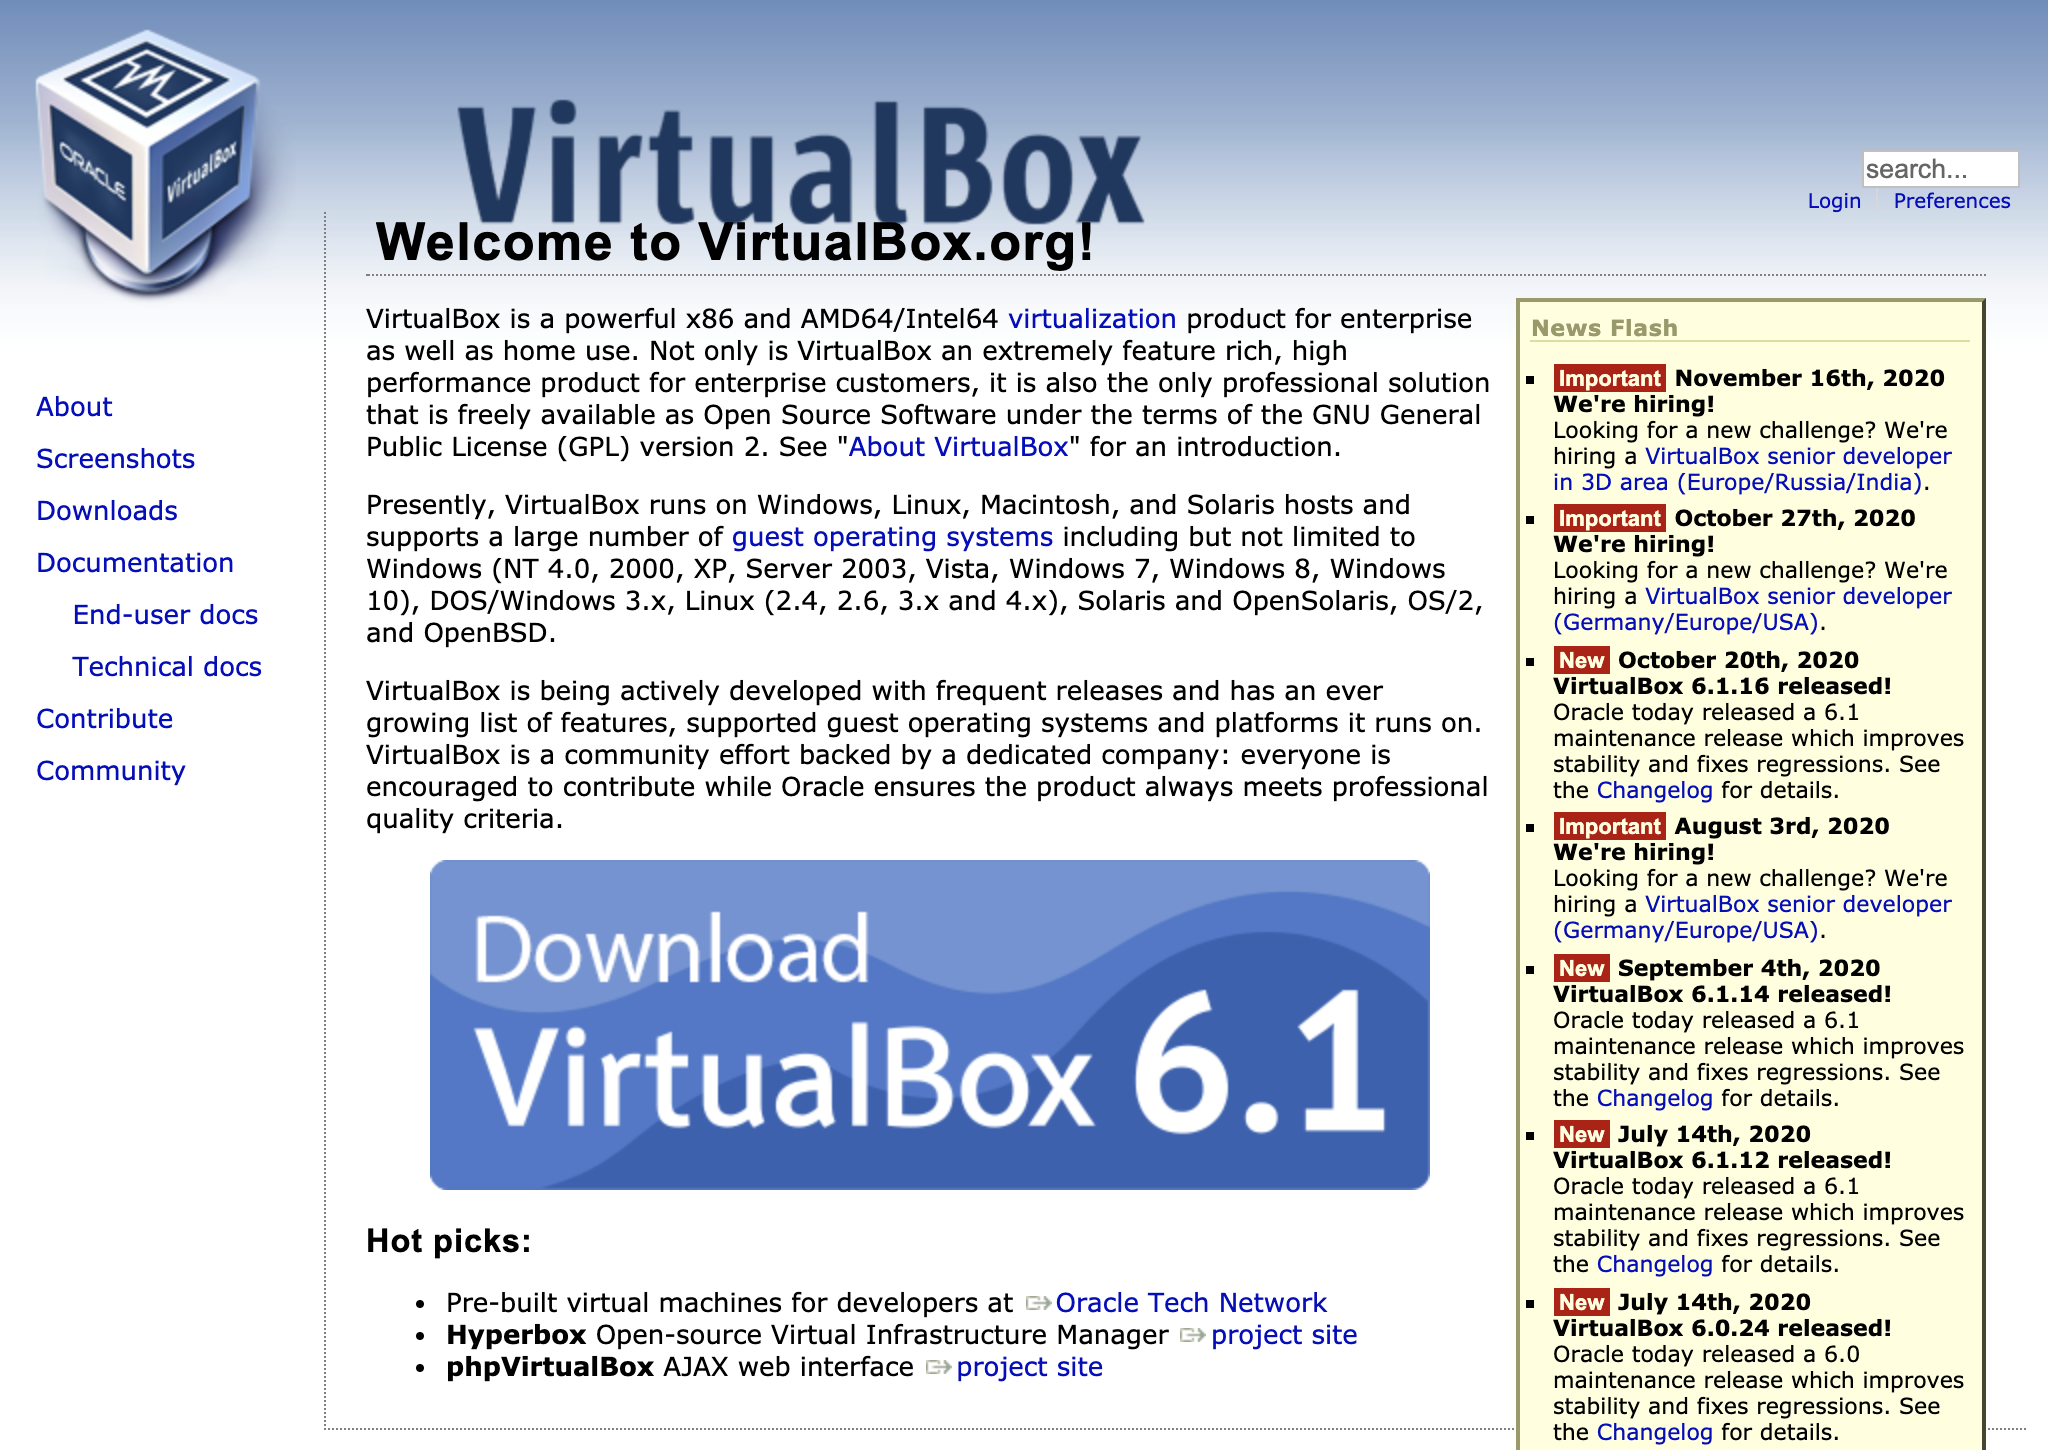 ORACLE
VirtualBox
VirtualBox
search...
Login
Preferences
Welcome to VirtualBox.org!
About
Screenshots
Downloads
Documentation
End-user docs
Technical docs
Contribute
Community
VirtualBox is a powerful x86 and AMD64/Intel64 virtualization product for enterprise
as well as home use. Not only is VirtualBox an extremely feature rich, high
performance product for enterprise customers, it is also the only professional solution
that is freely available as Open Source Software under the terms of the GNU General
Public License (GPL) version 2. See "About VirtualBox" for an introduction.
Presently, VirtualBox runs on Windows, Linux, Macintosh, and Solaris hosts and
supports a large number of guest operating systems including but not limited to
Windows (NT 4.0, 2000, XP, Server 2003, Vista, Windows 7, Windows 8, Windows
10), DOS/Windows 3.x, Linux (2.4, 2.6, 3.x and 4.x), Solaris and OpenSolaris, OS/2,
and OpenBSD.
VirtualBox is being actively developed with frequent releases and has an ever
growing list of features, supported guest operating systems and platforms it runs on.
VirtualBox is a community effort backed by a dedicated company: everyone is
encouraged to contribute while Oracle ensures the product always meets professional
quality criteria.
Download
VirtualBox 6.1
Hot picks:
• Pre-built virtual machines for developers at Oracle Tech Network
• Hyperbox Open-source Virtual Infrastructure Manager project site
• phpVirtualBox AJAX web interface project site
News Flash
Important November 16th, 2020
We're hiring!
Looking for a new challenge? We're
hiring a VirtualBox senior developer
in 3D area (Europe/Russia/India).
Important October 27th, 2020
We're hiring!
Looking for a new challenge? We're
hiring a VirtualBox senior developer
(Germany/Europe/USA).
New October 20th, 2020
VirtualBox 6.1.16 released!
Oracle today released a 6.1
maintenance release which improves
stability and fixes regressions. See
the Changelog for details.
Important August 3rd, 2020
We're hiring!
Looking for a new challenge? We're
hiring a VirtualBox senior developer
(Germany/Europe/USA).
New September 4th, 2020
VirtualBox 6.1.14 released!
Oracle today released a 6.1
maintenance release which improves
stability and fixes regressions. See
the Changelog for details.
New July 14th, 2020
VirtualBox 6.1.12 released!
Oracle today released a 6.1
maintenance release which improves
stability and fixes regressions. See
the Changelog for details.
New July 14th, 2020
VirtualBox 6.0.24 released!
Oracle today released a 6.0
maintenance release which improves
stability and fixes regressions. See
the Changelog for details.